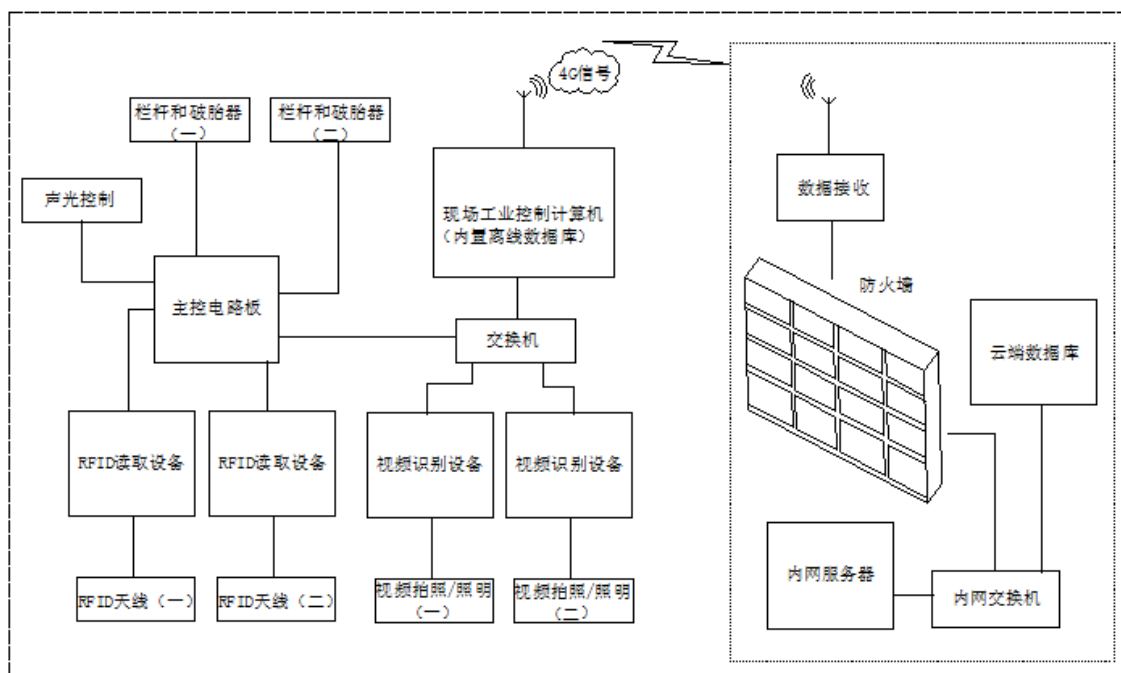 4G信号
栏杆和破胎器
（一）
栏杆和破胎器
（二）
声光控制
现场工业控制计算机
（内置离线数据库）
数据接收
主控电路板
交换机
防火墙
云端数据库
RFID读取设备
RFID读取设备
视频识别设备
视频识别设备
内网服务器
内网交换机
RFID天线（一）
RFID天线（二）
视频拍照/照明
（一）
视频拍照/照明
（二）